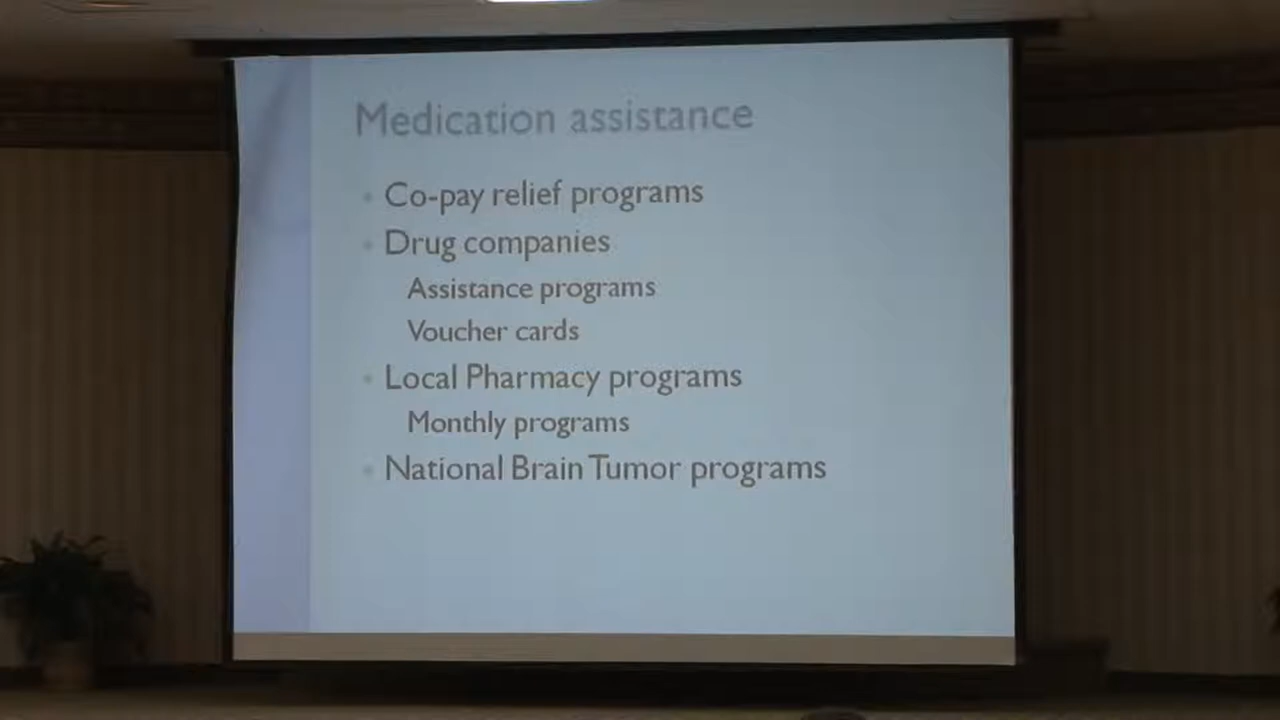 Medication assistance
Co-pay relief programs
Drug companies
Assistance programs
Voucher cards
Local Pharmacy programs
Monthly programs
National Brain Tumor programs